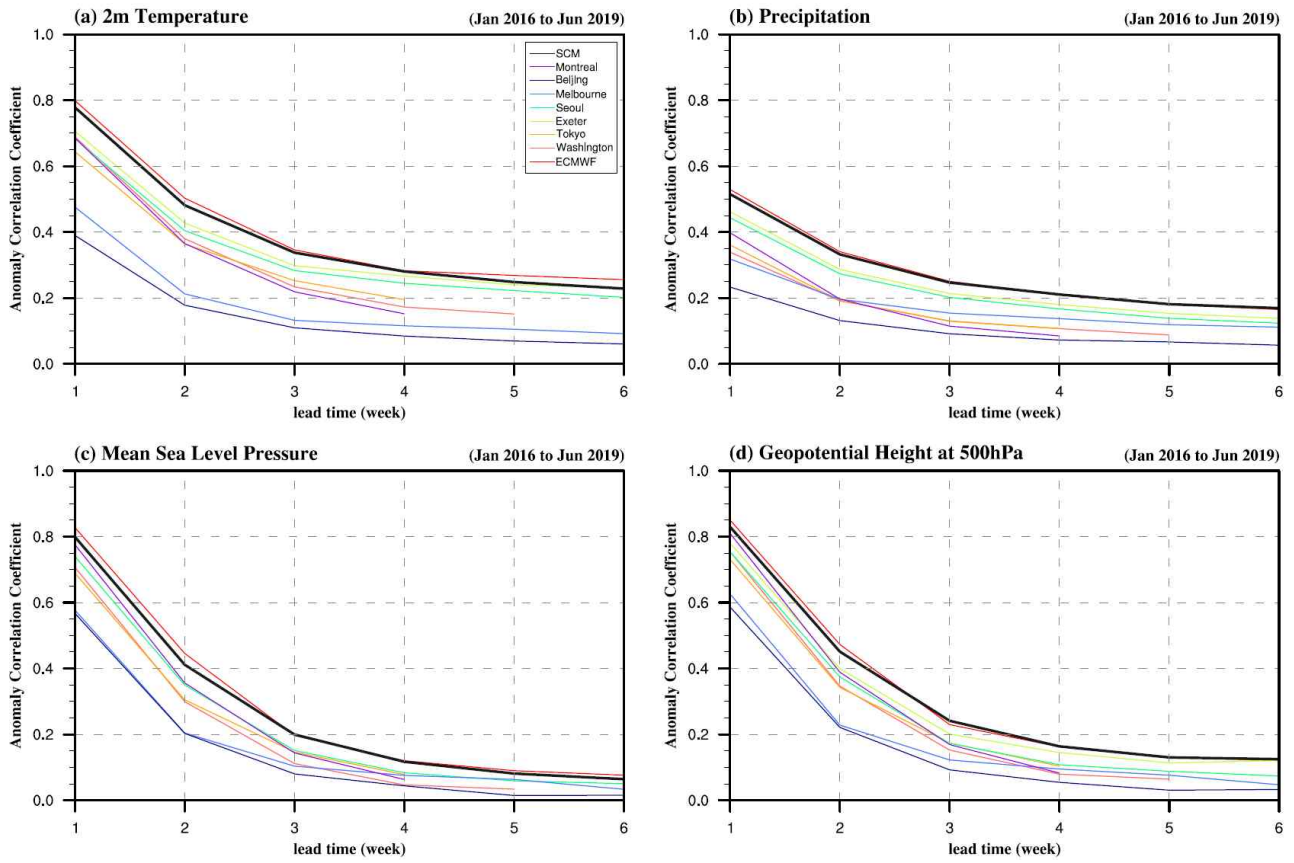 (a) 2m Temperature (Jan 2016 to Jun 2019)
Anomaly Correlation Coefficient
1.0
0.8
0.6
0.4
0.2
0.0
SCM
Montreal
Beijing
Melbourne
Seoul
Exeter
Tokyo
Washington
ECMWF
1 2 3 4 5 6
lead time (week)
(b) Precipitation (Jan 2016 to Jun 2019)
Anomaly Correlation Coefficient
1.0
0.8
0.6
0.4
0.2
0.0
1 2 3 4 5 6
lead time (week)
(c) Mean Sea Level Pressure (Jan 2016 to Jun 2019)
Anomaly Correlation Coefficient
1.0
0.8
0.6
0.4
0.2
0.0
1 2 3 4 5 6
lead time (week)
(d) Geopotential Height at 500hPa (Jan 2016 to Jun 2019)
Anomaly Correlation Coefficient
1.0
0.8
0.6
0.4
0.2
0.0
1 2 3 4 5 6
lead time (week)